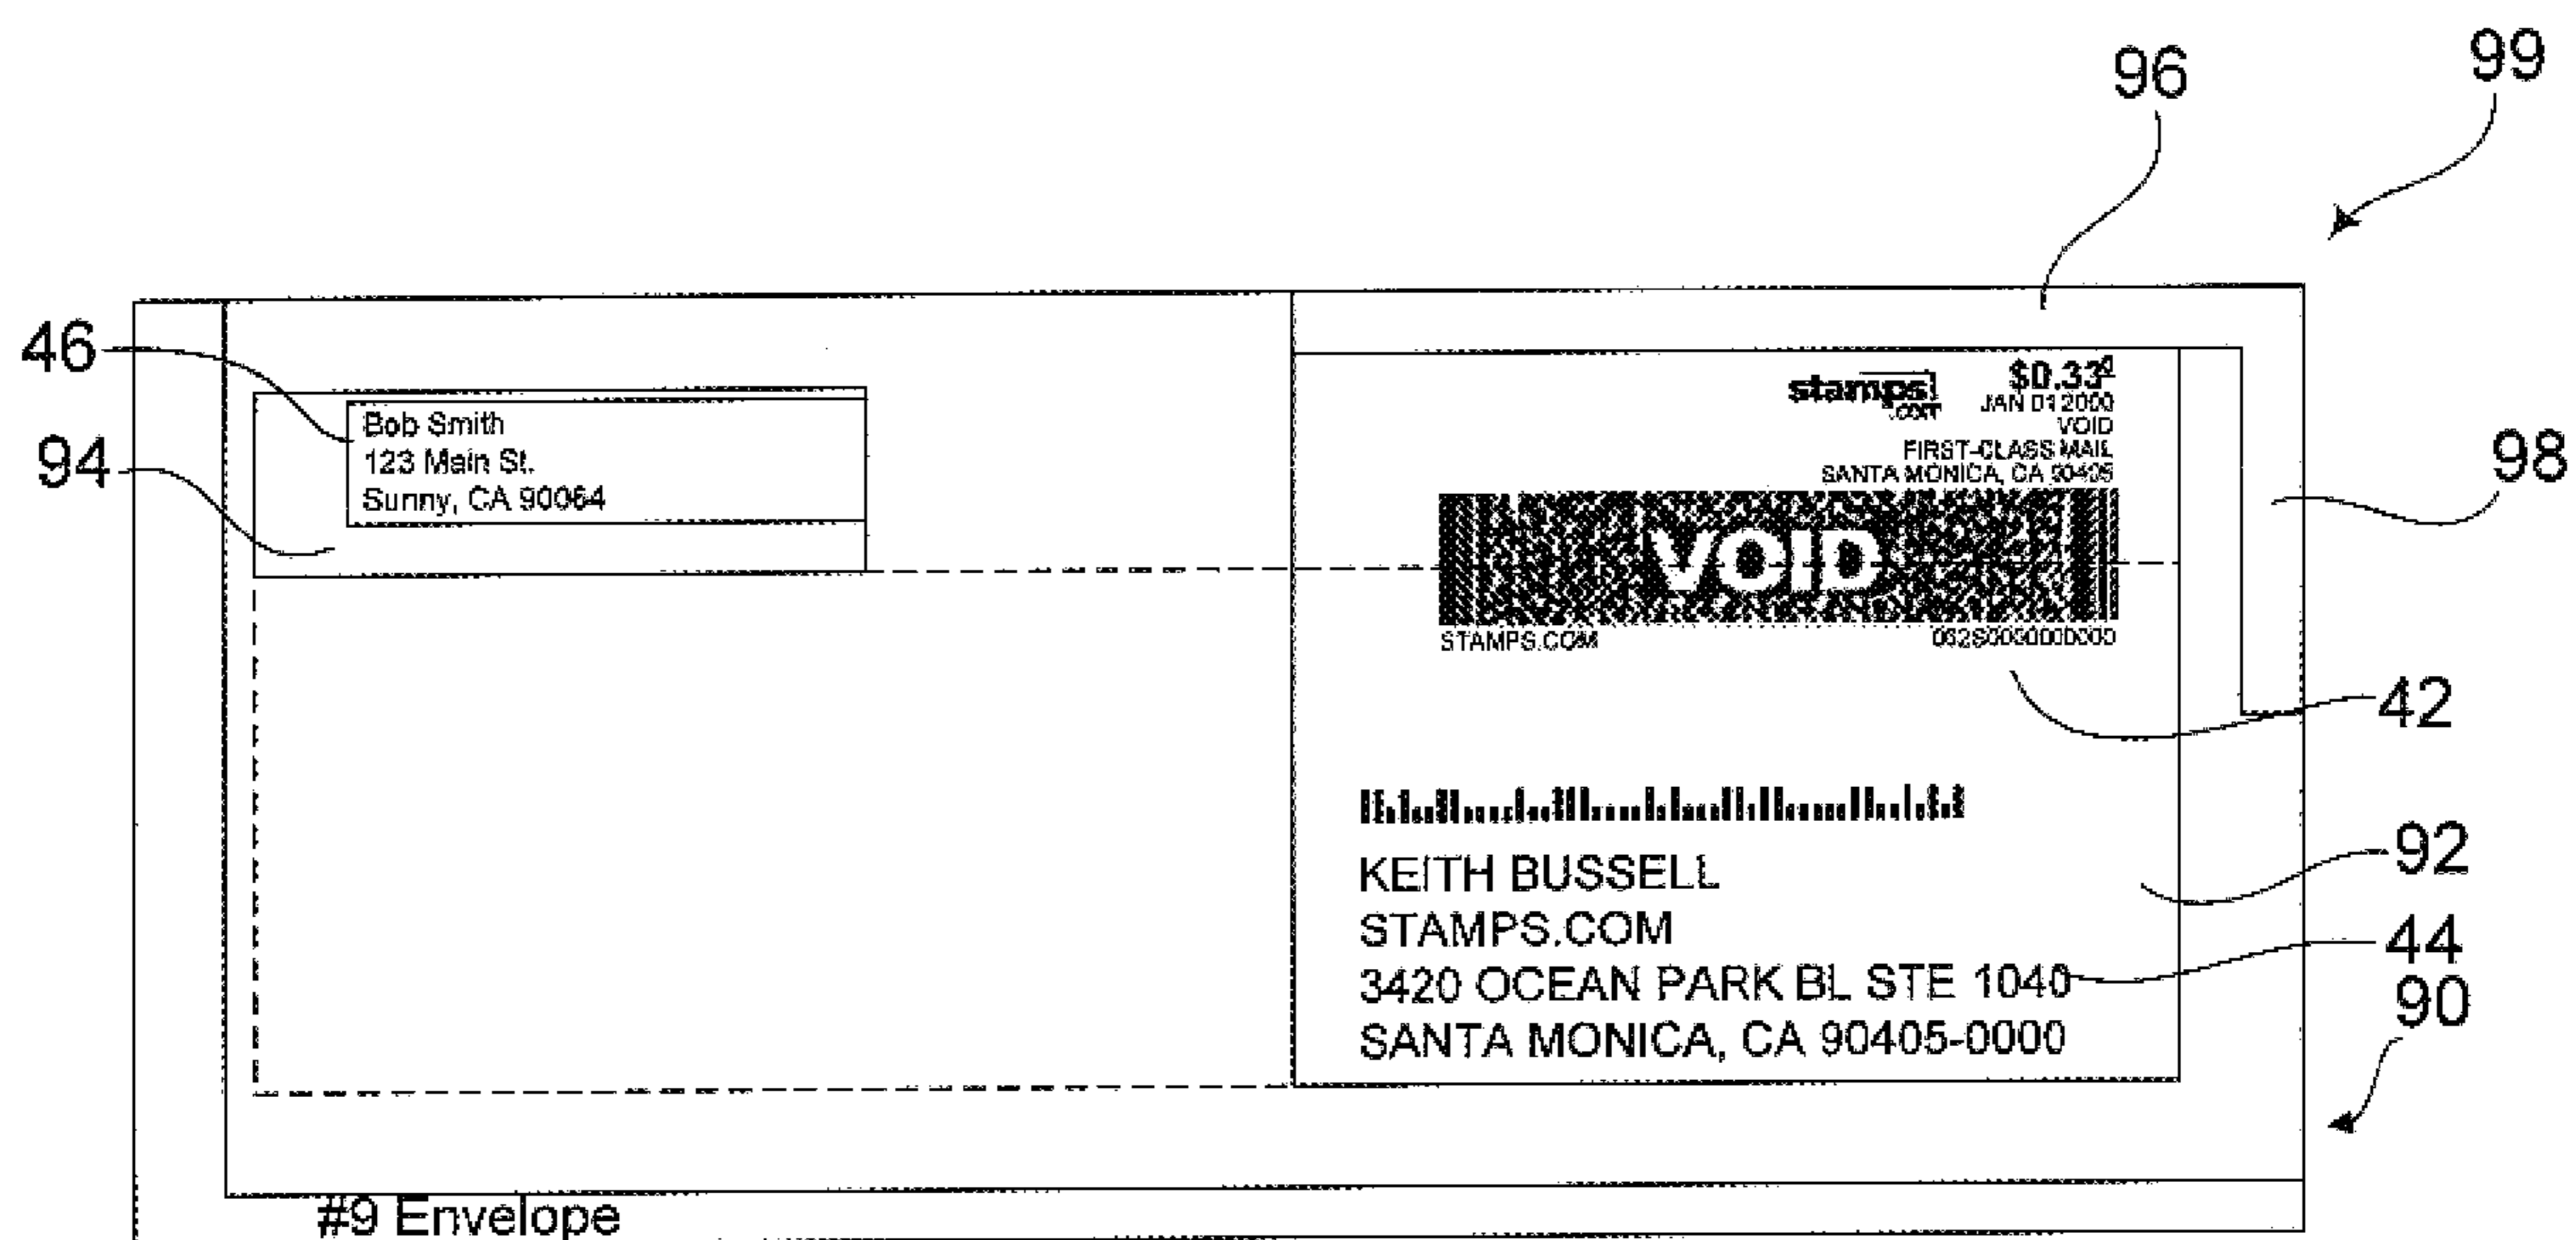 99
96
46
94
Bob Smith
123 Main St.
Sunny, CA 90064
stamps
.com
$0.33
JAN 01 2000
VOID
FIRST-CLASS MAIL
SANTA MONICA, CA 90405
98
VOID
STAMPS.COM
062S0000000000
42
KEITH BUSSELL
STAMPS.COM
3420 OCEAN PARK BL STE 1040
SANTA MONICA, CA 90405-0000
92
44
90
#9 Envelope